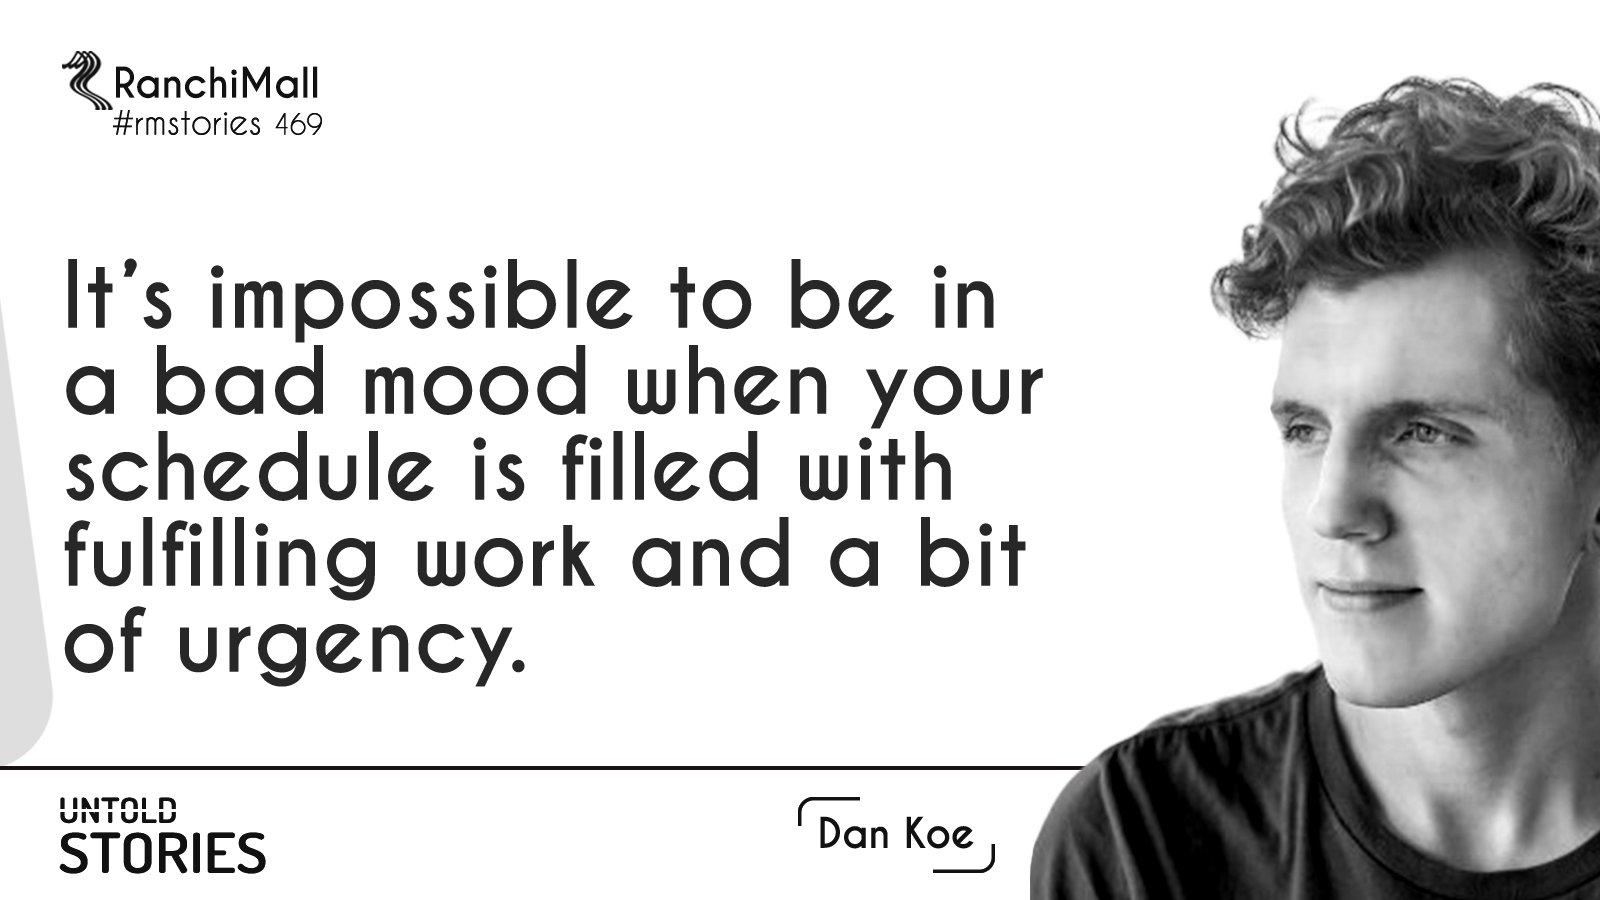 RanchiMall
#rmstories 469
It’s impossible to be in
a bad mood when your
schedule is filled with
fulfilling work and a bit
of urgency.
UNTOLD
STORIES
Dan Koe